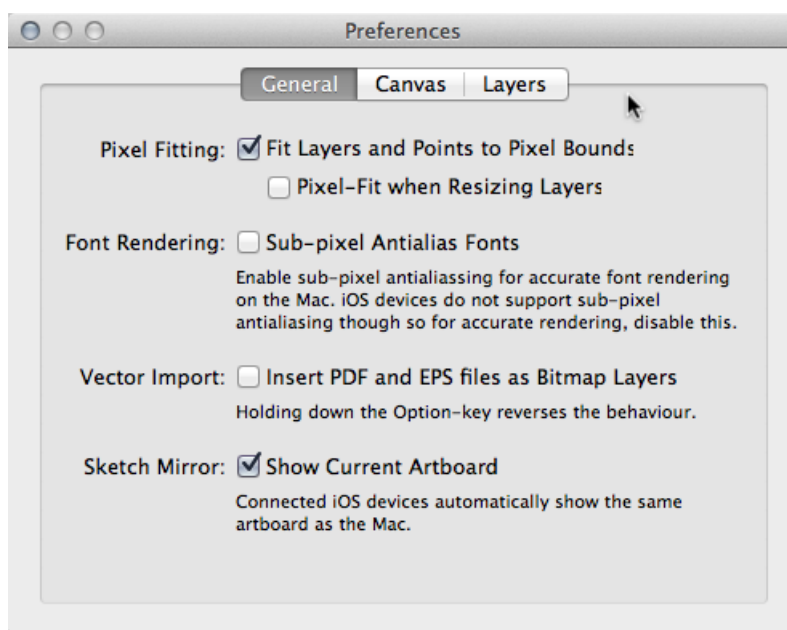 Preferences
General Canvas Layers
Pixel Fitting: Fit Layers and Points to Pixel Bounds
Pixel-Fit when Resizing Layers
Font Rendering: Sub-pixel Antialias Fonts
Enable sub-pixel antialiassing for accurate font rendering
on the Mac. iOS devices do not support sub-pixel
antialiasing though so for accurate rendering, disable this.
Vector Import: Insert PDF and EPS files as Bitmap Layers
Holding down the Option-key reverses the behaviour.
Sketch Mirror: Show Current Artboard
Connected iOS devices automatically show the same
artboard as the Mac.